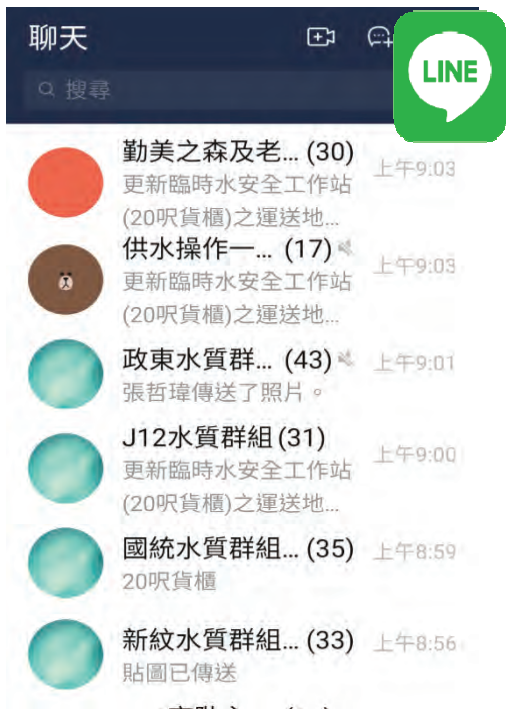 聊天
LINE
搜尋
勤美之森及老... (30)
上午9:03
更新臨時水安全工作站
(20呎貨櫃)之運送地...
供水操作一... (17)
上午9:03
更新臨時水安全工作站
(20呎貨櫃)之運送地...
政東水質群... (43)
上午9:01
張哲瑋傳送了照片。
J12水質群組(31)
上午9:00
更新臨時水安全工作站
(20呎貨櫃)之運送地...
國統水質群組... (35)
上午8:59
20呎貨櫃
新紋水質群組... (33)
上午8:56
貼圖已傳送